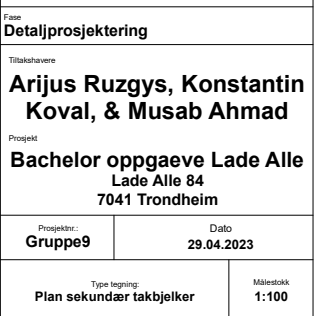 Fase
Detaljprosjektering
Tiltakshavere
Arijus Ruzgys, Konstantin
Koval, & Musab Ahmad
Prosjekt
Bachelor oppgaeve Lade Alle
Lade Alle 84
7041 Trondheim
Prosjektnr.:
Gruppe9
Dato
29.04.2023
Type tegning:
Plan sekundær takbjelker
Målestokk
1:100